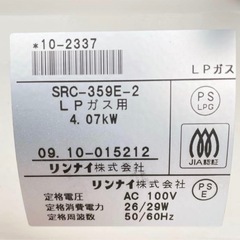 *10-2337
LPガス
SRC-359E-2
LPガス用
4.07kW
PS
LPG
JIA認証
09.10-015212
リンナイ株式会社
リンナイ株式会社
PS
E
定格電圧 AC 100V
定格消費電力 26/29W
定格周波数 50/60Hz